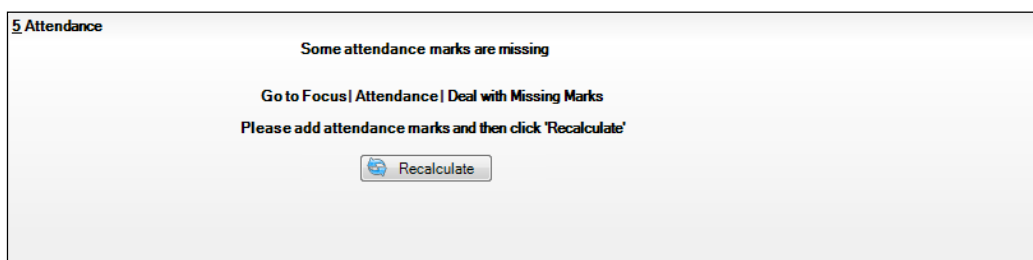 5 Attendance
Some attendance marks are missing
Go to Focus | Attendance | Deal with Missing Marks
Please add attendance marks and then click 'Recalculate'
Recalculate